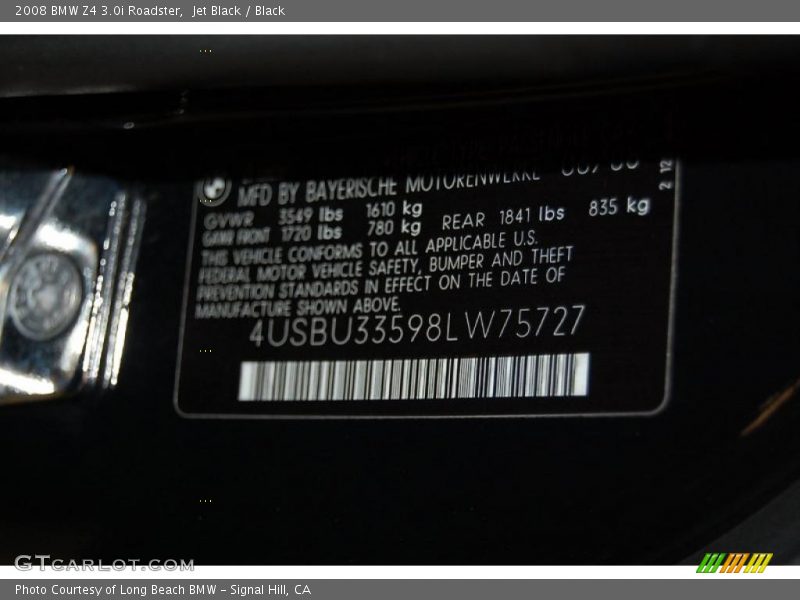 2008 BMW Z4 3.0i Roadster, Jet Black / Black
MFD BY BAYERISCHE MOTORENWERKE
GVWR 3549 lbs 1610 kg
GAWR FRONT 1720 lbs 780 kg REAR 1841 lbs 835 kg
THIS VEHICLE CONFORMS TO ALL APPLICABLE U.S.
FEDERAL MOTOR VEHICLE SAFETY, BUMPER AND THEFT
PREVENTION STANDARDS IN EFFECT ON THE DATE OF
MANUFACTURE SHOWN ABOVE.
4USBU33598LW75727
GTCARLOT.COM
Photo Courtesy of Long Beach BMW – Signal Hill, CA